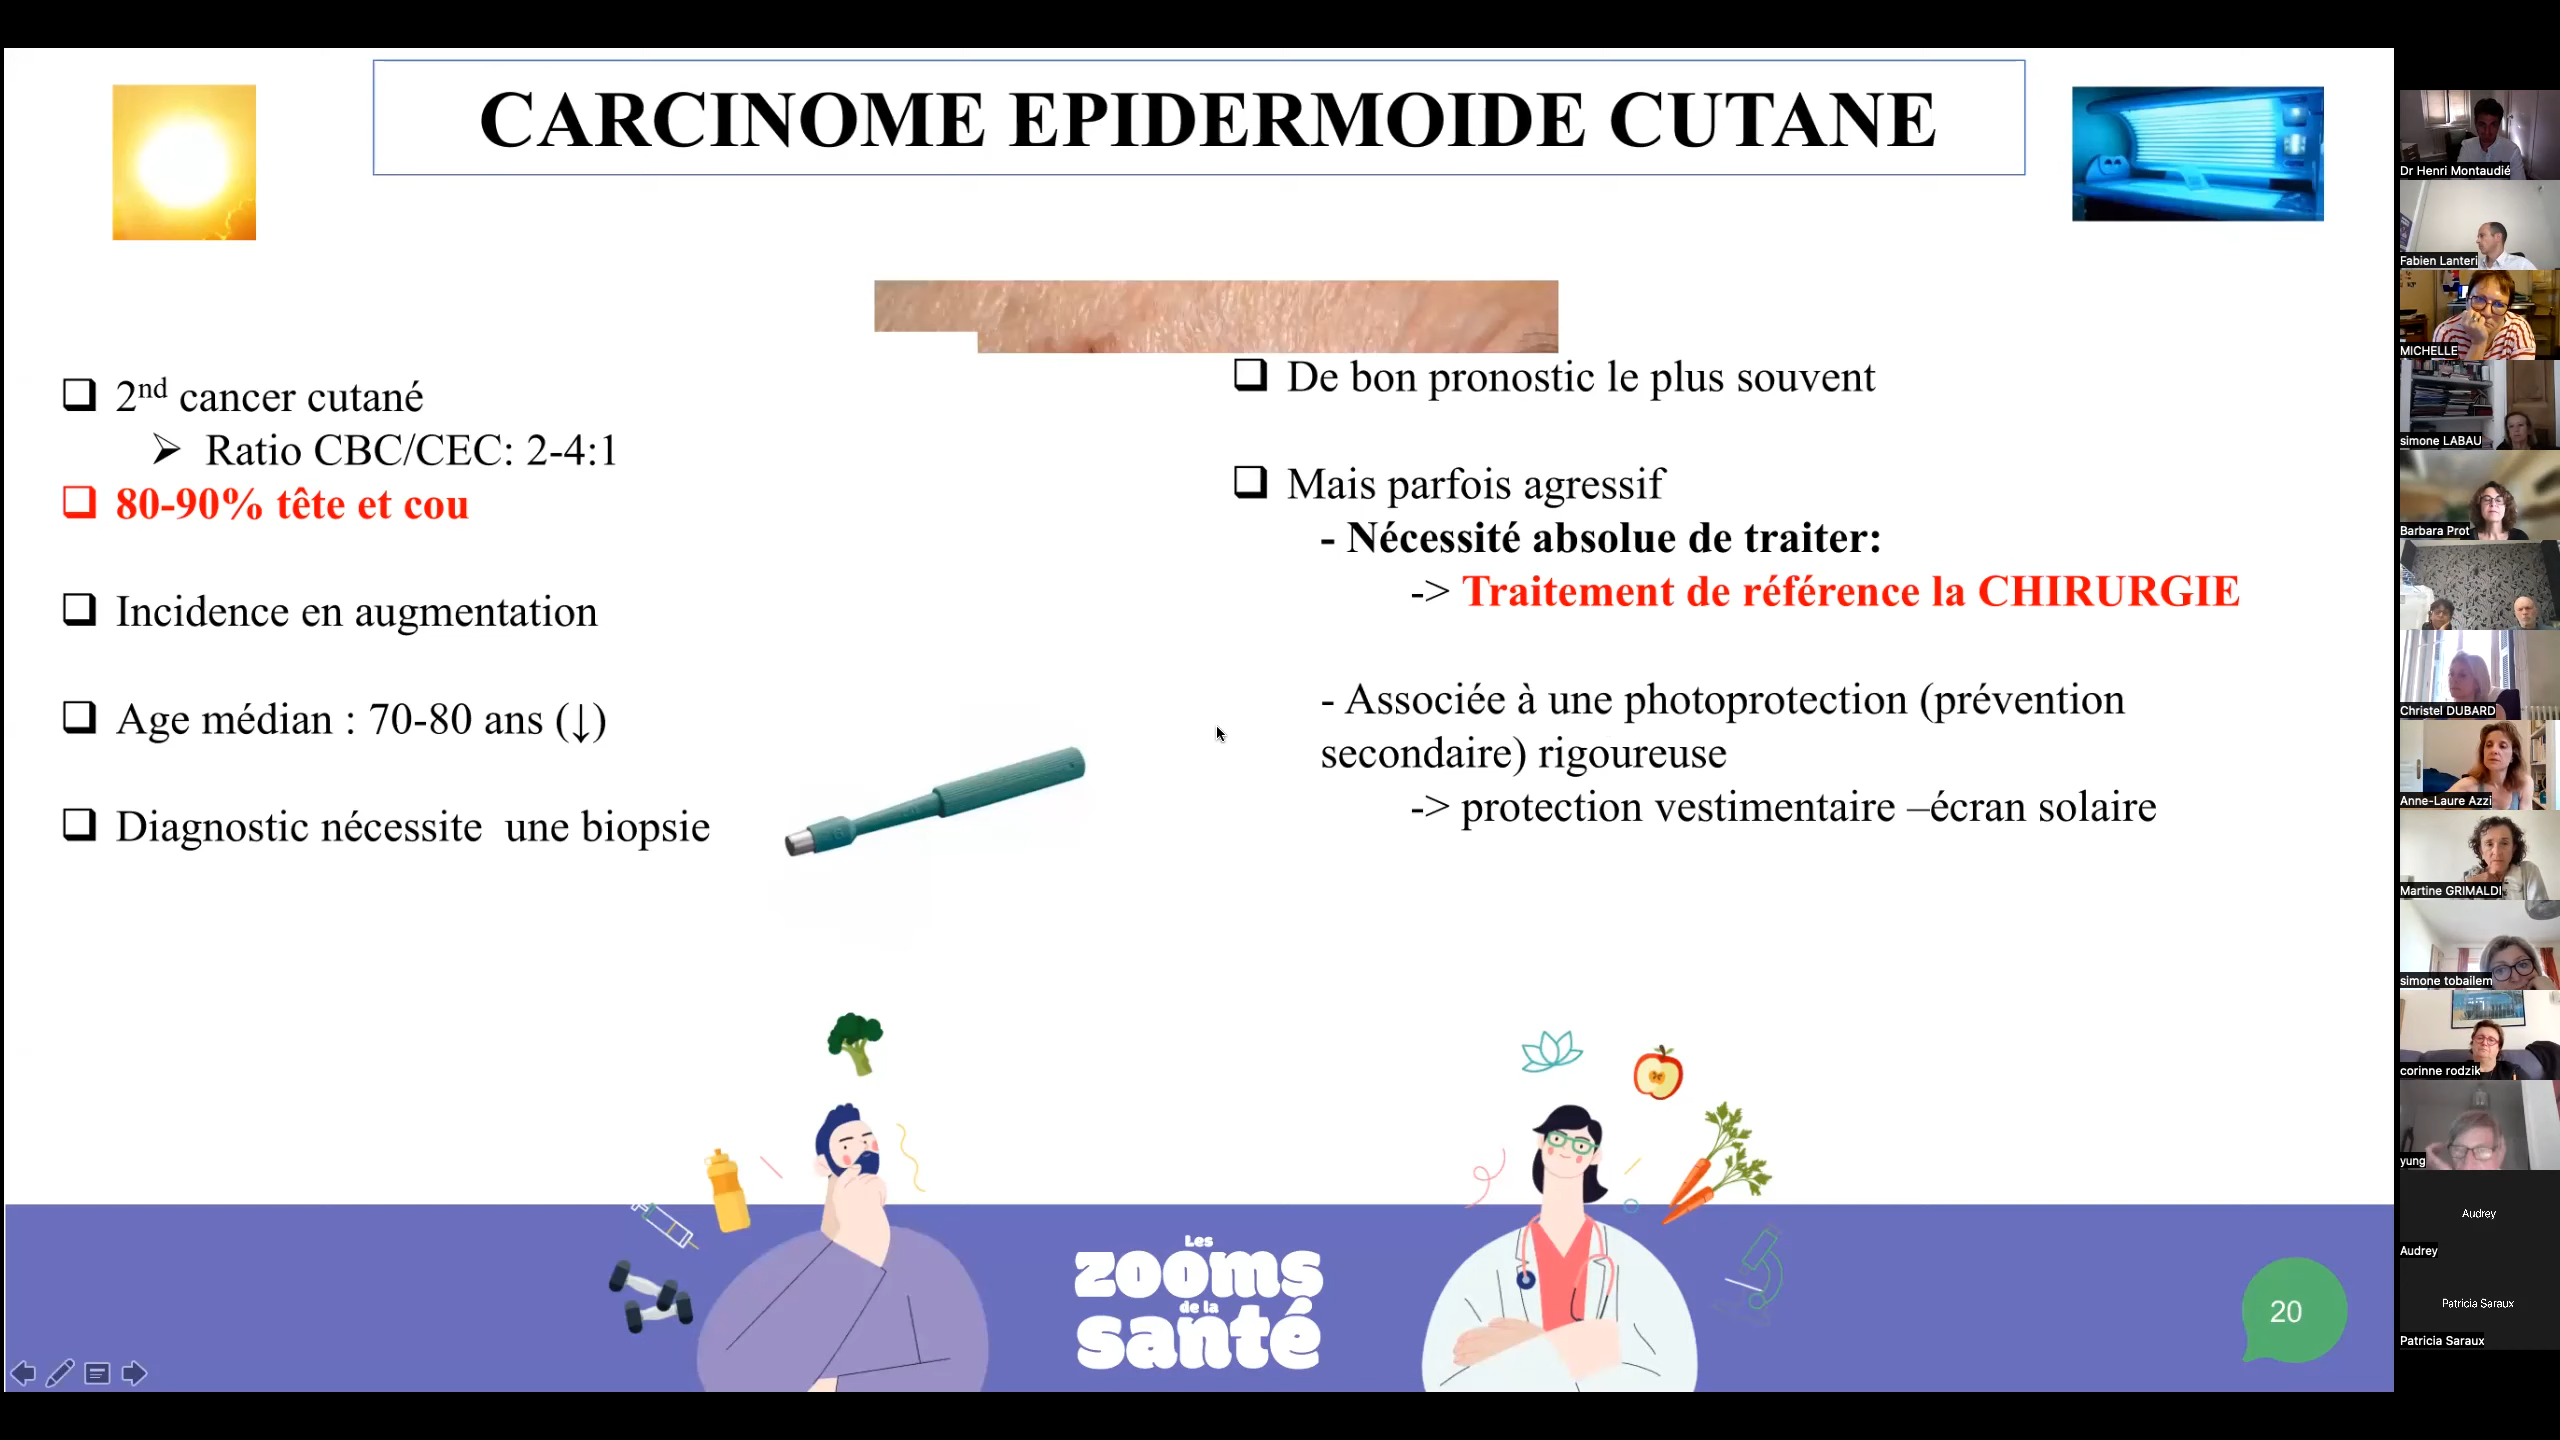 CARCINOME EPIDERMOIDE CUTANE
2nd cancer cutané
Ratio CBC/CEC: 2-4:1
80-90% tête et cou
Incidence en augmentation
Age médian : 70-80 ans (↓)
Diagnostic nécessite une biopsie
De bon pronostic le plus souvent
Mais parfois agressif
- Nécessité absolue de traiter:
-> Traitement de référence la CHIRURGIE
- Associée à une photoprotection (prévention
secondaire) rigoureuse
-> protection vestimentaire –écran solaire
Les
zooms
de la
santé
20
Dr Henri Montaudié
Fabien Lanteri
MICHELLE
simone LABAU
Barbara Prot
Christel DUBARD
Anne-Laure Azzi
Martine GRIMALDI
simone tobailem
corinne rodzik
yung
Audrey
Audrey
Patricia Saraux
Patricia Saraux